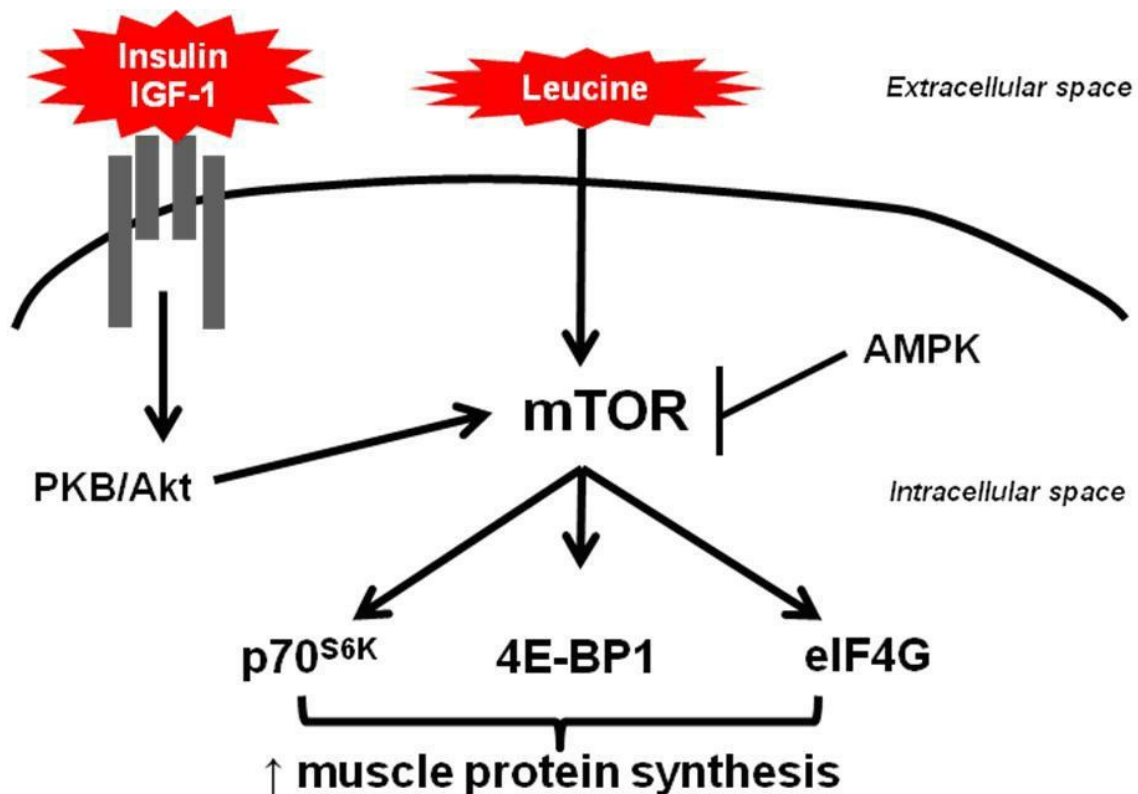 Insulin
IGF-1
Leucine
Extracellular space
AMPK
mTOR
PKB/Akt
Intracellular space
p70S6K
4E-BP1
eIF4G
↑ muscle protein synthesis